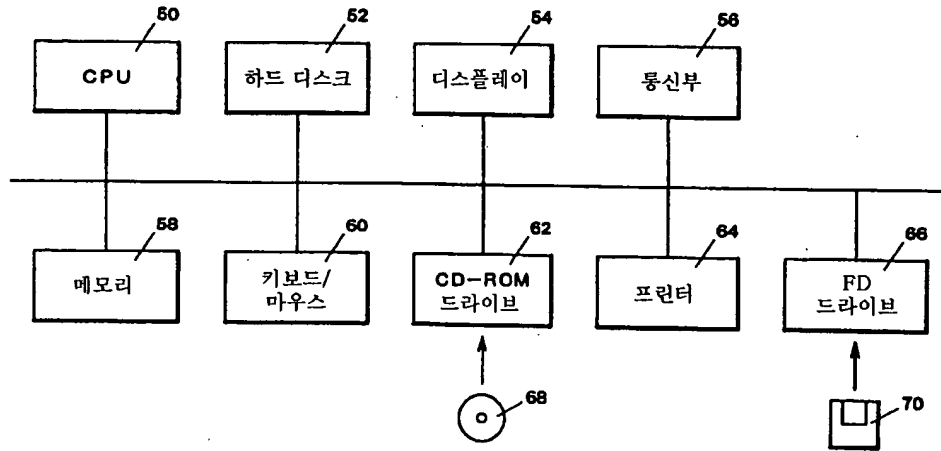 50
CPU
52
하드 디스크
54
디스플레이
56
통신부
58
메모리
60
키보드/
마우스
62
CD-ROM
드라이브
64
프린터
66
FD
드라이브
68
70